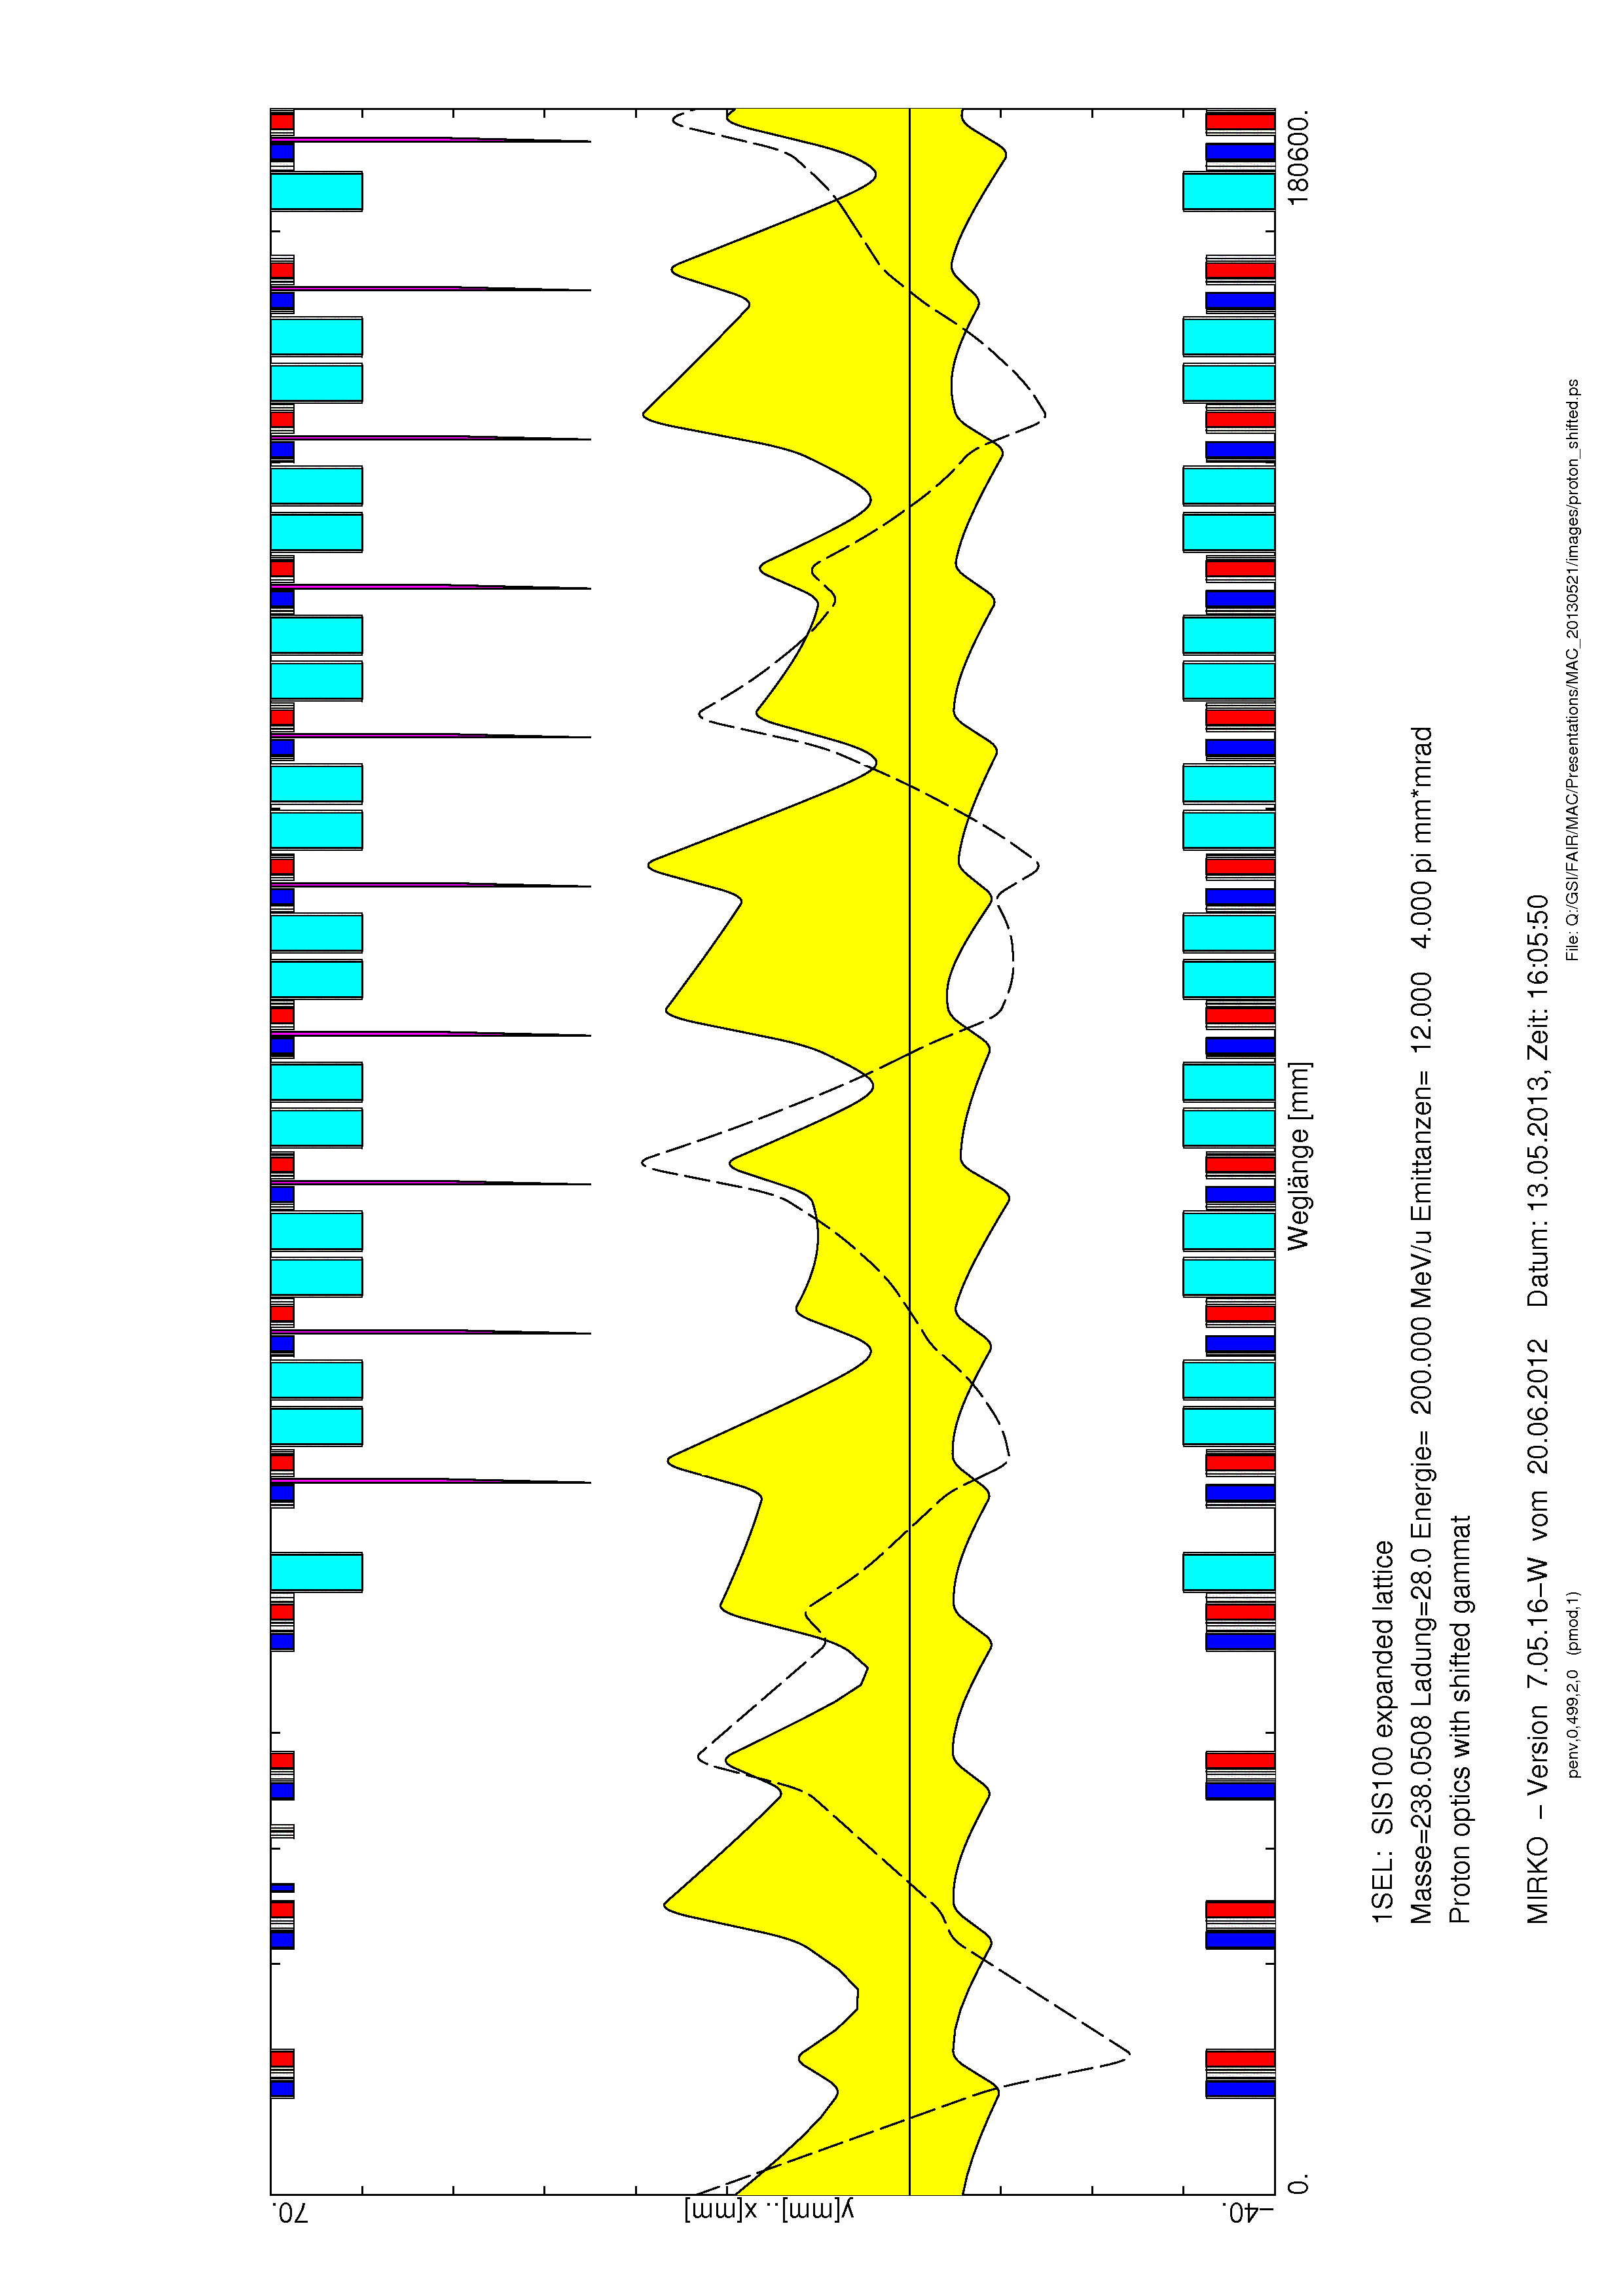 70.
y[mm].. x[mm]
-40.
0.
Weglänge [mm]
180600.
1SEL: SIS100 expanded lattice
Masse=238.0508 Ladung=28.0 Energie= 200.000 MeV/u Emittanzen= 12.000 4.000 pi mm*mrad
Proton optics with shifted gammat
MIRKO - Version 7.05.16-W vom 20.06.2012 Datum: 13.05.2013, Zeit: 16:05:50
penv,0,499,2,0 (pmod,1)
File: Q:/GSI/FAIR/MAC/Presentations/MAC_20130521/images/proton_shifted.ps